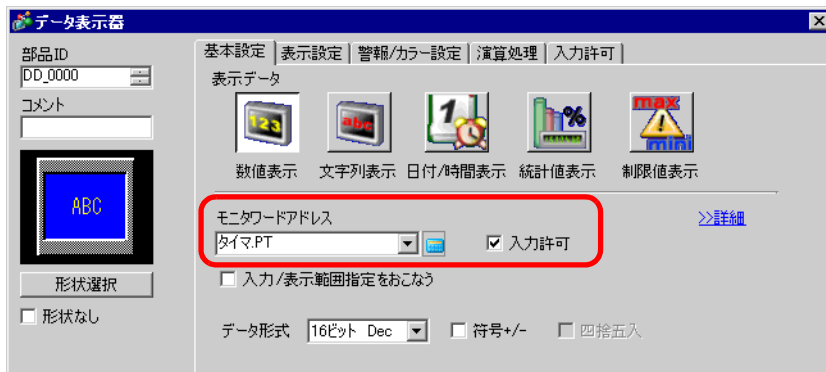 データ表示器
部品ID
DD_0000
コメント
ABC
形状選択
形状なし
基本設定 表示設定 警報/カラー設定 演算処理 入力許可
表示データ
123 abc 1 % max mini
数値表示 文字列表示 日付/時間表示 統計値表示 制限値表示
モニタワードアドレス
>>詳細
タイマ.PT 入力許可
入力/表示範囲指定をおこなう
データ形式 16ビット Dec 符号+/- 四捨五入